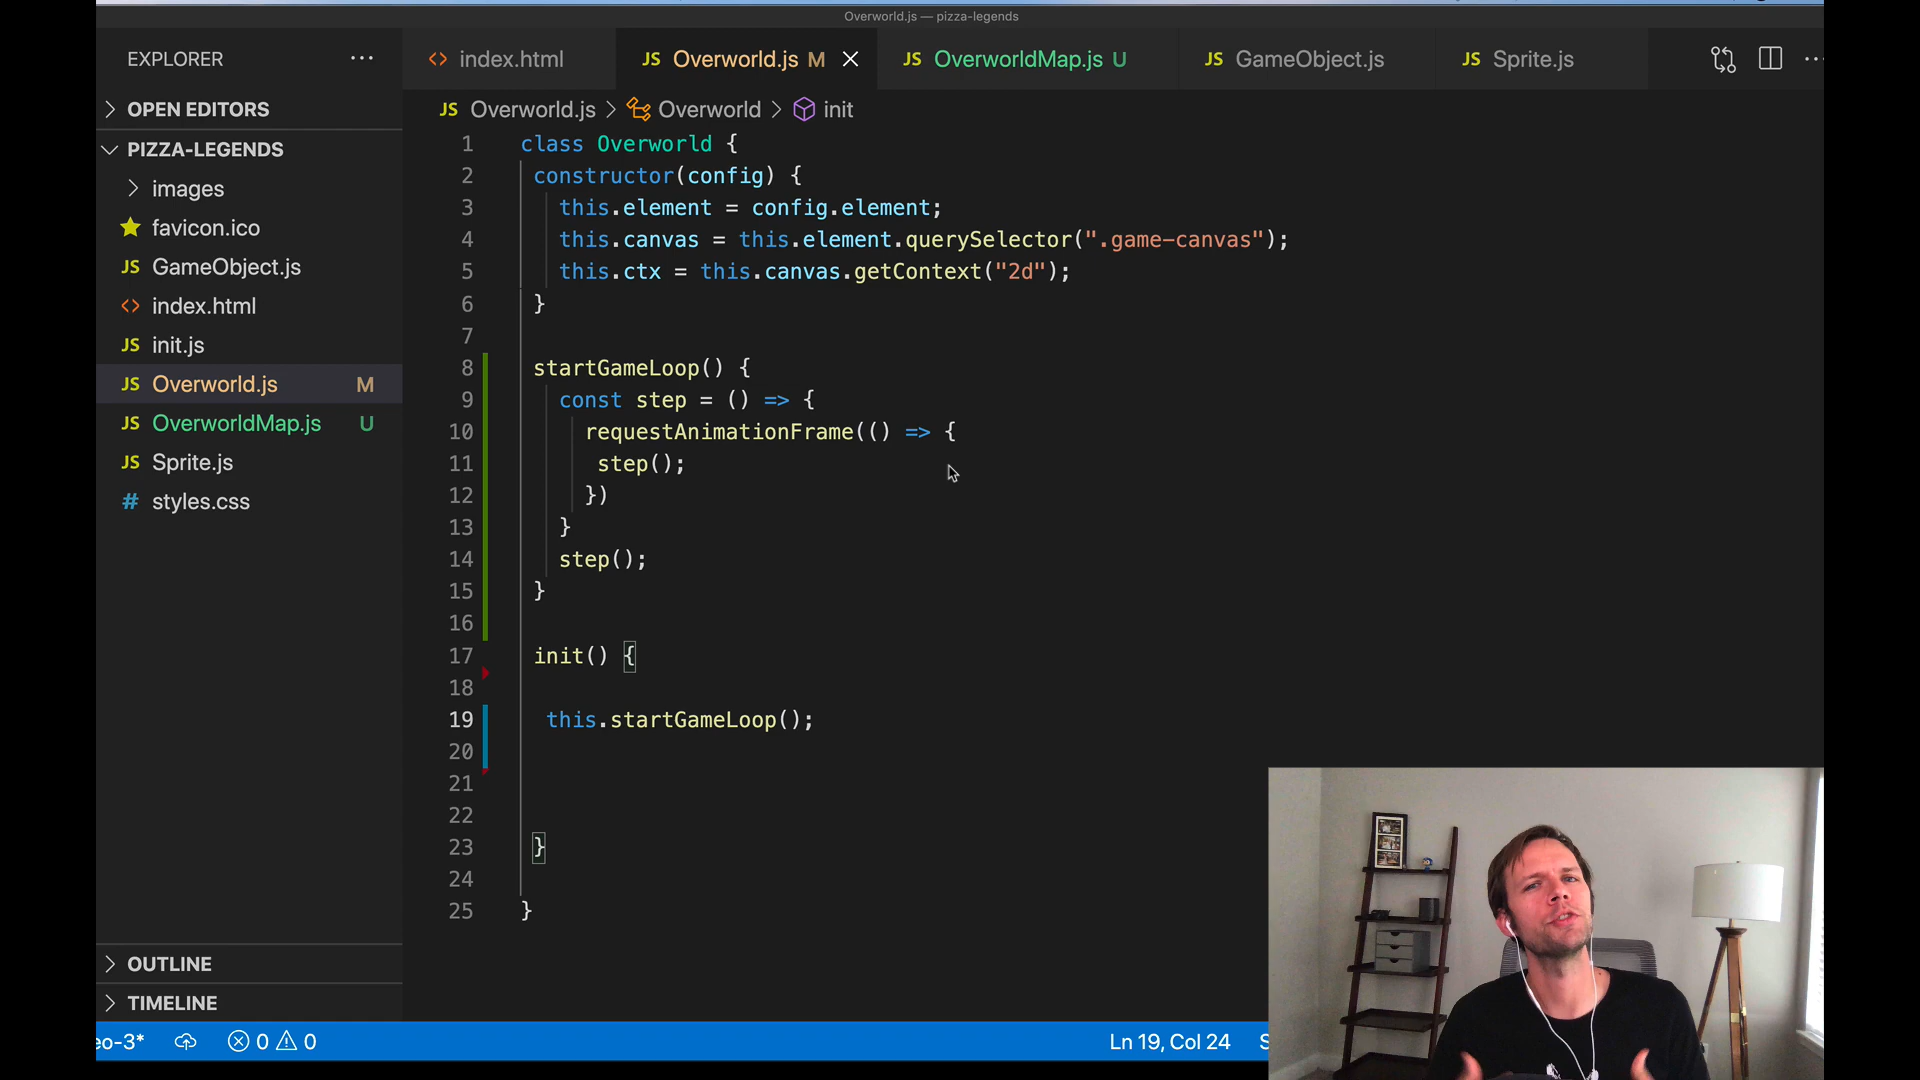 Overworld.js — pizza-legends
EXPLORER
index.html
JS Overworld.js M
JS OverworldMap.js U
JS GameObject.js
JS Sprite.js
OPEN EDITORS
PIZZA-LEGENDS
images
favicon.ico
JS GameObject.js
index.html
JS init.js
JS Overworld.js M
JS OverworldMap.js U
JS Sprite.js
# styles.css
OUTLINE
TIMELINE
JS Overworld.js > Overworld > init
1 class Overworld {
2 constructor(config) {
3 this.element = config.element;
4 this.canvas = this.element.querySelector(".game-canvas");
5 this.ctx = this.canvas.getContext("2d");
6 }
7
8 startGameLoop() {
9 const step = () => {
10 requestAnimationFrame(() => {
11 step();
12 })
13 }
14 step();
15 }
16
17 init() {
18
19 this.startGameLoop();
20
21
22
23 }
24
25 }
eo-3* 0 0
Ln 19, Col 24